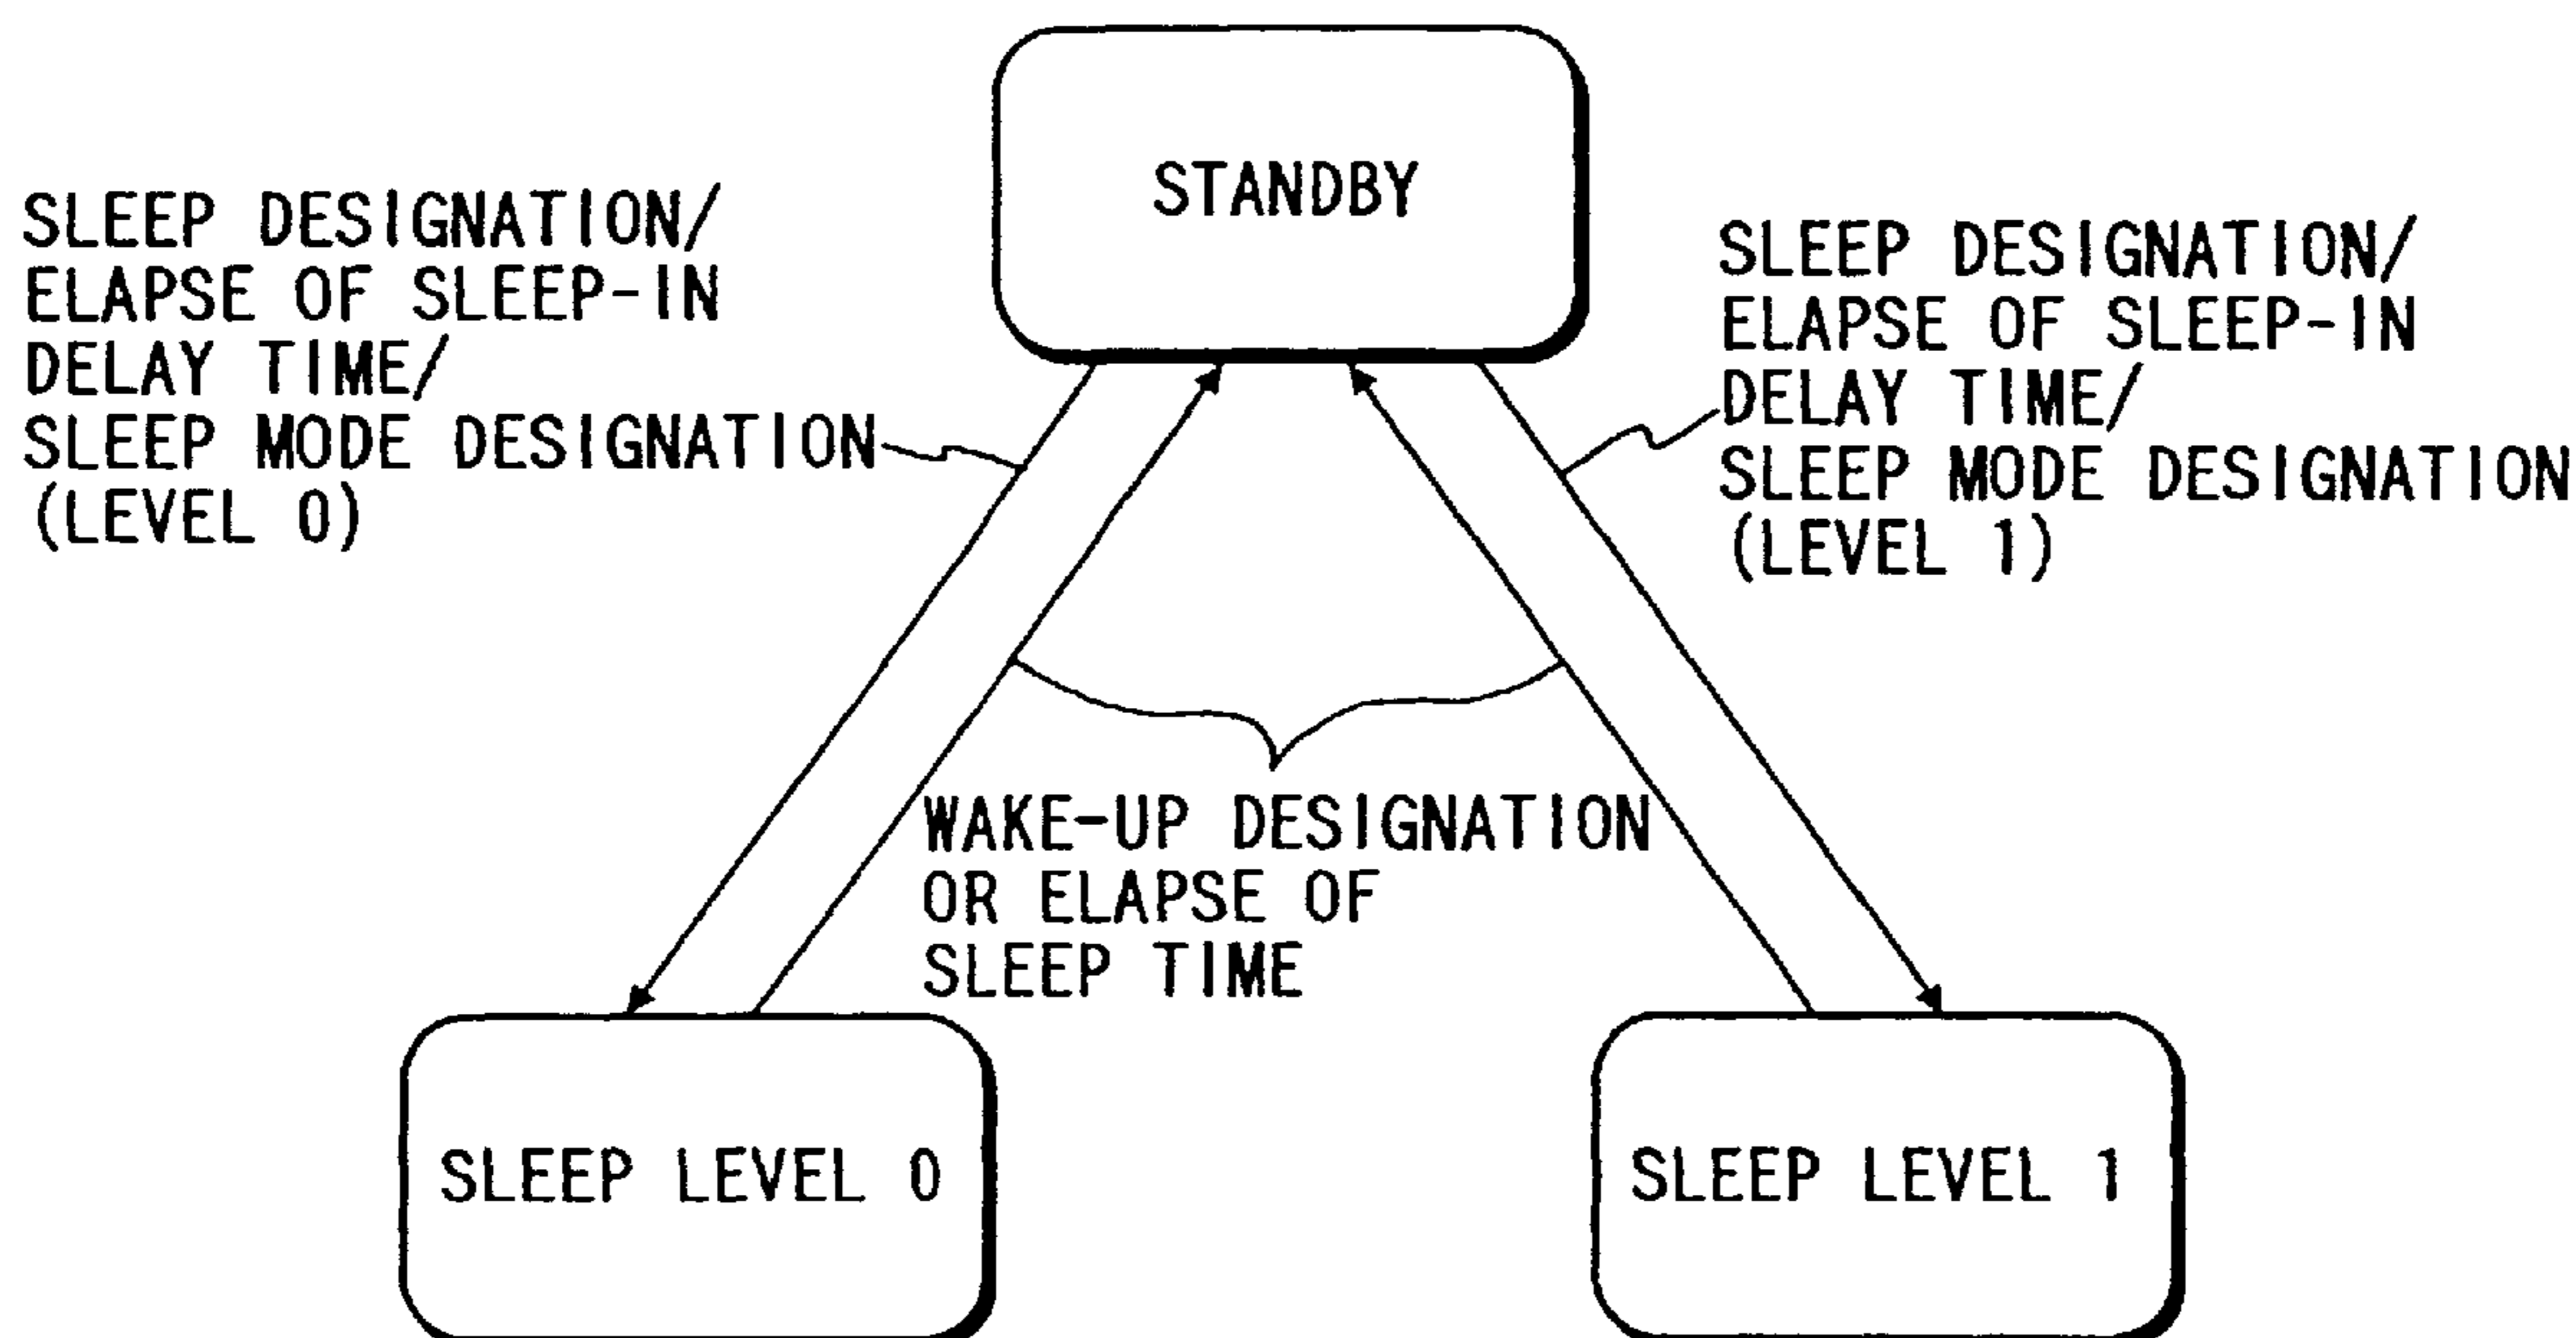 STANDBY
SLEEP DESIGNATION/
ELAPSE OF SLEEP-IN
DELAY TIME/
SLEEP MODE DESIGNATION
(LEVEL 0)
SLEEP DESIGNATION/
ELAPSE OF SLEEP-IN
DELAY TIME/
SLEEP MODE DESIGNATION
(LEVEL 1)
WAKE-UP DESIGNATION
OR ELAPSE OF
SLEEP TIME
SLEEP LEVEL 0
SLEEP LEVEL 1